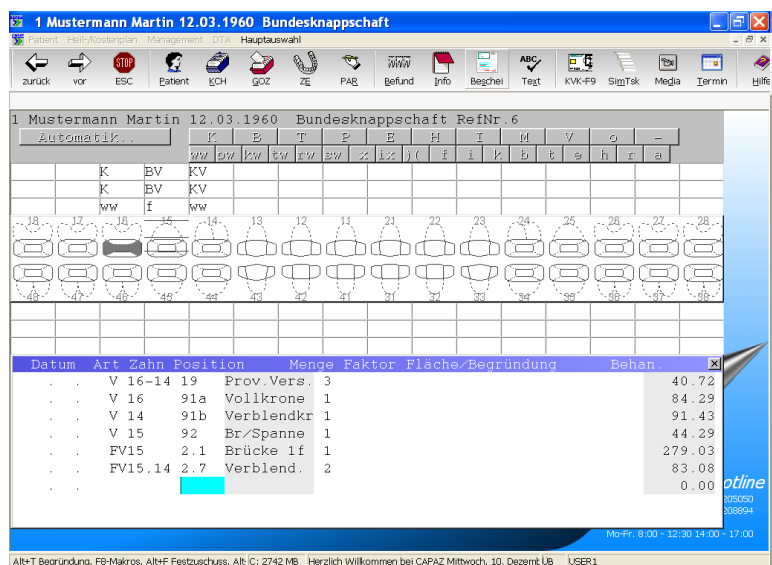 1 Mustermann Martin 12.03.1960 Bundesknappschaft
Patient Heil-/Kostenplan Management DTA Hauptauswahl
STOP ABC
zurück vor ESC Patient KCH GOZ ZE PAR Befund Info Beschei Text KVK-F9 SimTsk Media Termin Hilfe
1 Mustermann Martin 12.03.1960 Bundesknappschaft RefNr.6
Automatik.. K B T P E H I M V o -
ww ow kw tw rw sw x ix )( f i k b t e h r a
K BV KV
K BV KV
ww f ww
18 17 16 15 14 13 12 11 21 22 23 24 25 26 27 28
48 47 46 45 44 43 42 41 31 32 33 34 35 36 37 38
Datum Art Zahn Position Menge Faktor Fläche/Begründung Behan.
. . V 16-14 19 Prov.Vers. 3 40.72
. . V 16 91a Vollkrone 1 84.29
. . V 14 91b Verblendkr 1 91.43
. . V 15 92 Br/Spanne 1 44.29
. . FV15 2.1 Brücke 1f 1 279.03
. . FV15,14 2.7 Verblend. 2 83.08
. . 0.00
otline
205050
208894
Mo-Fr. 8:00 - 12:30 14:00 - 17:00
Alt+T Begründung, F8-Makros, Alt+F Festzuschuss, Alt C: 2742 MB Herzlich Willkommen bei CAPAZ Mittwoch, 10. Dezemt ÜB USER1